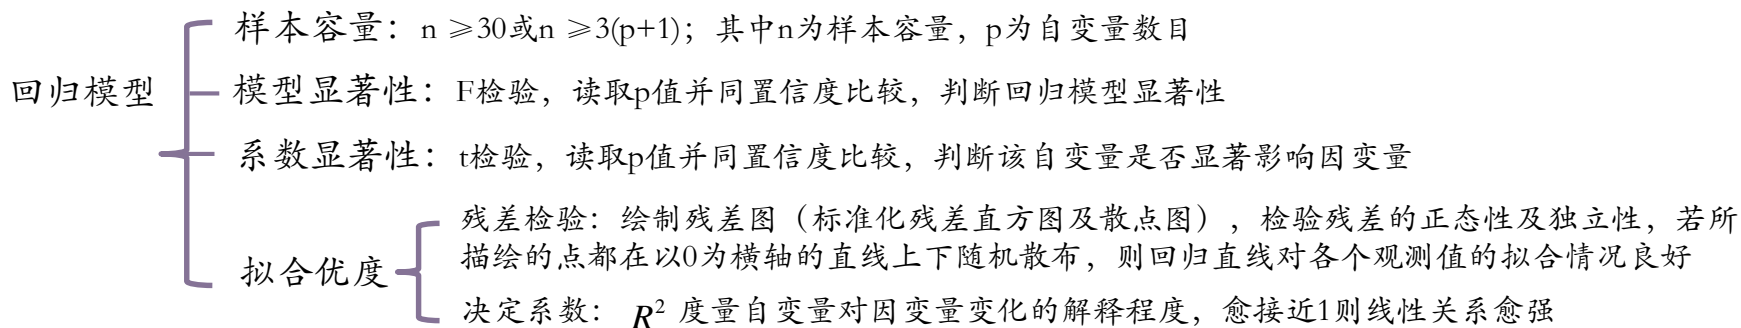 样本容量：n ≥30或n ≥3(p+1)；其中n为样本容量，p为自变量数目
回归模型
模型显著性：F检验，读取p值并同置信度比较，判断回归模型显著性
系数显著性：t检验，读取p值并同置信度比较，判断该自变量是否显著影响因变量
残差检验：绘制残差图（标准化残差直方图及散点图），检验残差的正态性及独立性，若所
描绘的点都在以0为横轴的直线上下随机散布，则回归直线对各个观测值的拟合情况良好
拟合优度
决定系数： R² 度量自变量对因变量变化的解释程度，愈接近1则线性关系愈强